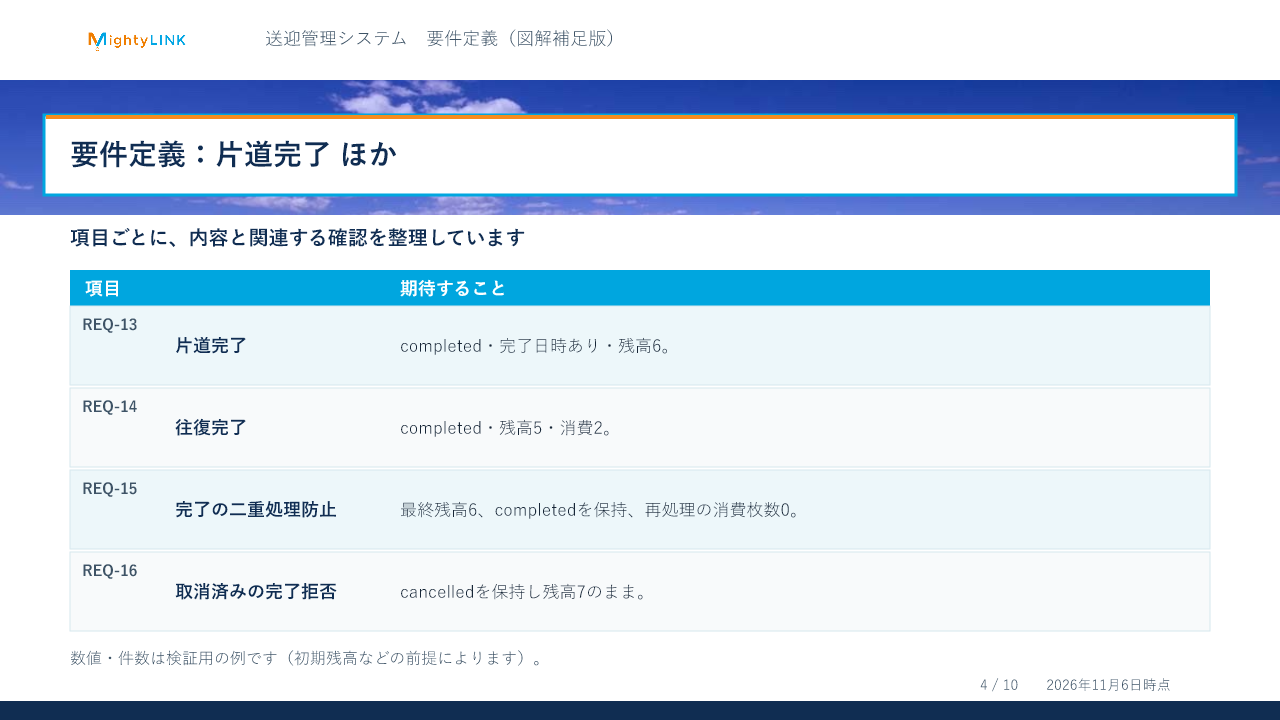 MightyLINK
送迎管理システム　要件定義（図解補足版）
要件定義：片道完了 ほか
項目ごとに、内容と関連する確認を整理しています
項目 期待すること
REQ-13
片道完了 completed・完了日時あり・残高6。
REQ-14
往復完了 completed・残高5・消費2。
REQ-15
完了の二重処理防止 最終残高6、completedを保持、再処理の消費枚数0。
REQ-16
取消済みの完了拒否 cancelledを保持し残高7のまま。
数値・件数は検証用の例です（初期残高などの前提によります）。
4 / 10 2026年11月6日時点